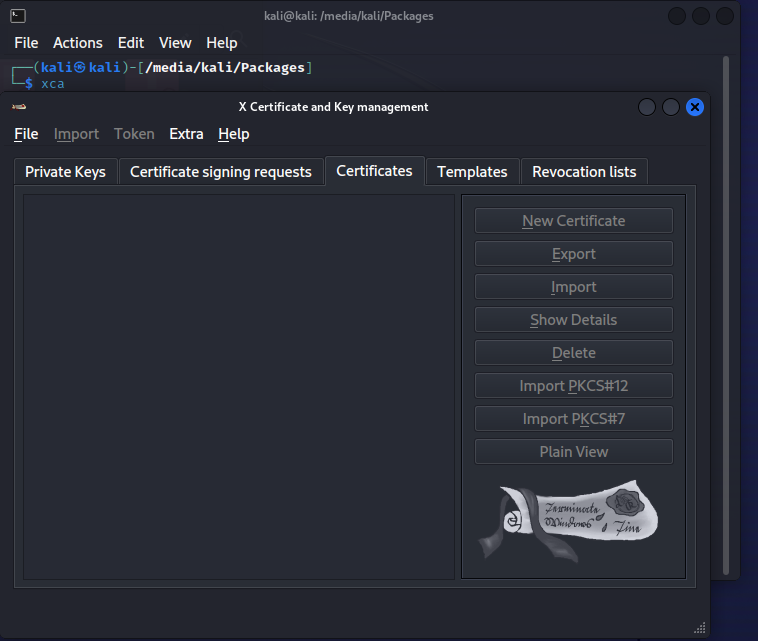 kali@kali: /media/kali/Packages
File Actions Edit View Help
┌──(kali㉿kali)-[/media/kali/Packages]
└─$ xca
X Certificate and Key management
File Import Token Extra Help
Private Keys Certificate signing requests Certificates Templates Revocation lists
New Certificate
Export
Import
Show Details
Delete
Import PKCS#12
Import PKCS#7
Plain View
Windows